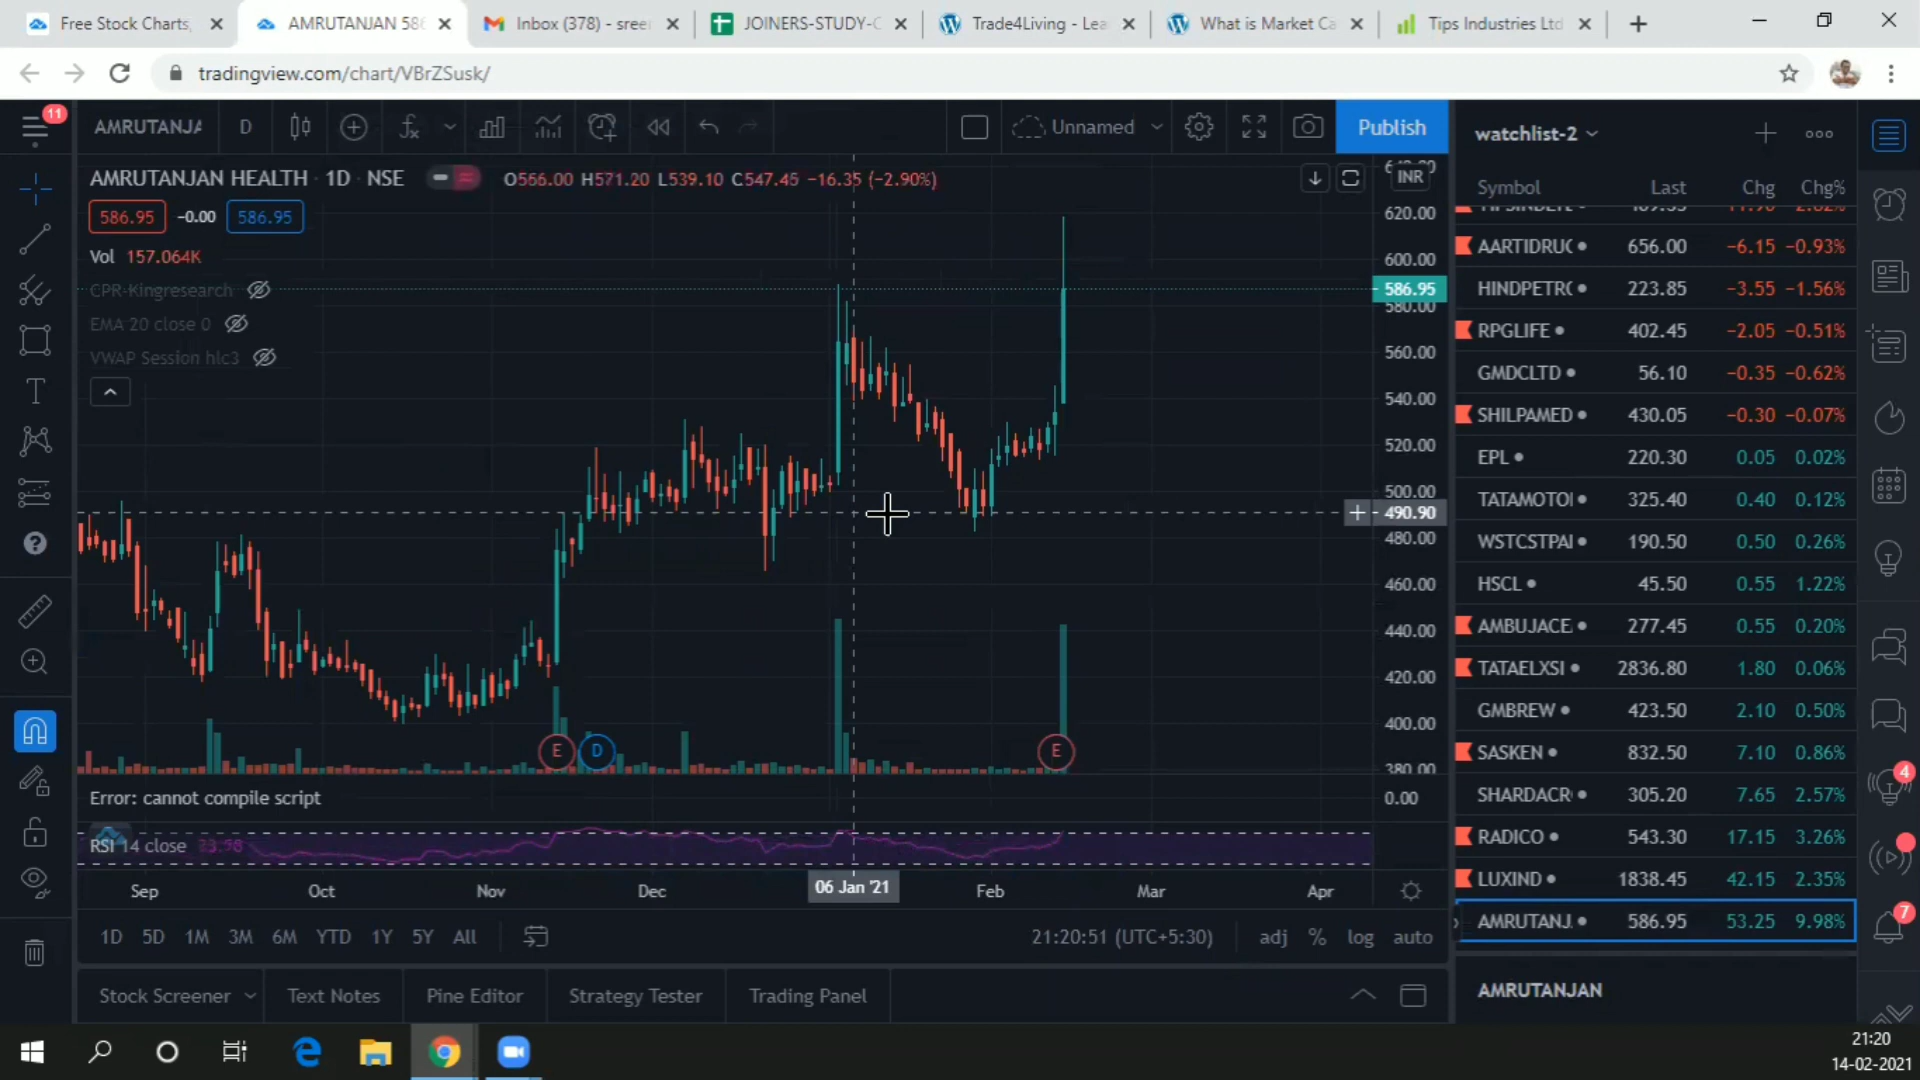 Free Stock Charts,
AMRUTANJAN 586
Inbox (378) - sree
JOINERS-STUDY-C
Trade4Living - Lea
What is Market Ca
Tips Industries Ltd
tradingview.com/chart/VBrZSusk/
11
AMRUTANJA
D
Unnamed
Publish
watchlist-2
AMRUTANJAN HEALTH · 1D · NSE
O566.00 H571.20 L539.10 C547.45 −16.35 (−2.90%)
INR
586.95 −0.00 586.95
Vol 157.064K
CPR-Kingresearch
EMA 20 close 0
VWAP Session hlc3
620.00
600.00
586.95
580.00
560.00
540.00
520.00
500.00
490.90
480.00
460.00
440.00
420.00
400.00
380.00
E
D
E
Error: cannot compile script
0.00
RSI 14 close
Sep
Oct
Nov
Dec
06 Jan '21
Feb
Mar
Apr
1D 5D 1M 3M 6M YTD 1Y 5Y All
21:20:51 (UTC+5:30)
adj % log auto
Stock Screener
Text Notes
Pine Editor
Strategy Tester
Trading Panel
Symbol Last Chg Chg%
AARTIDRUC 656.00 −6.15 −0.93%
HINDPETRC 223.85 −3.55 −1.56%
RPGLIFE 402.45 −2.05 −0.51%
GMDCLTD 56.10 −0.35 −0.62%
SHILPAMED 430.05 −0.30 −0.07%
EPL 220.30 0.05 0.02%
TATAMOTOI 325.40 0.40 0.12%
WSTCSTPAI 190.50 0.50 0.26%
HSCL 45.50 0.55 1.22%
AMBUJACE 277.45 0.55 0.20%
TATAELXSI 2836.80 1.80 0.06%
GMBREW 423.50 2.10 0.50%
SASKEN 832.50 7.10 0.86%
SHARDACR 305.20 7.65 2.57%
RADICO 543.30 17.15 3.26%
LUXIND 1838.45 42.15 2.35%
AMRUTANJ 586.95 53.25 9.98%
AMRUTANJAN
4
7
21:20
14-02-2021